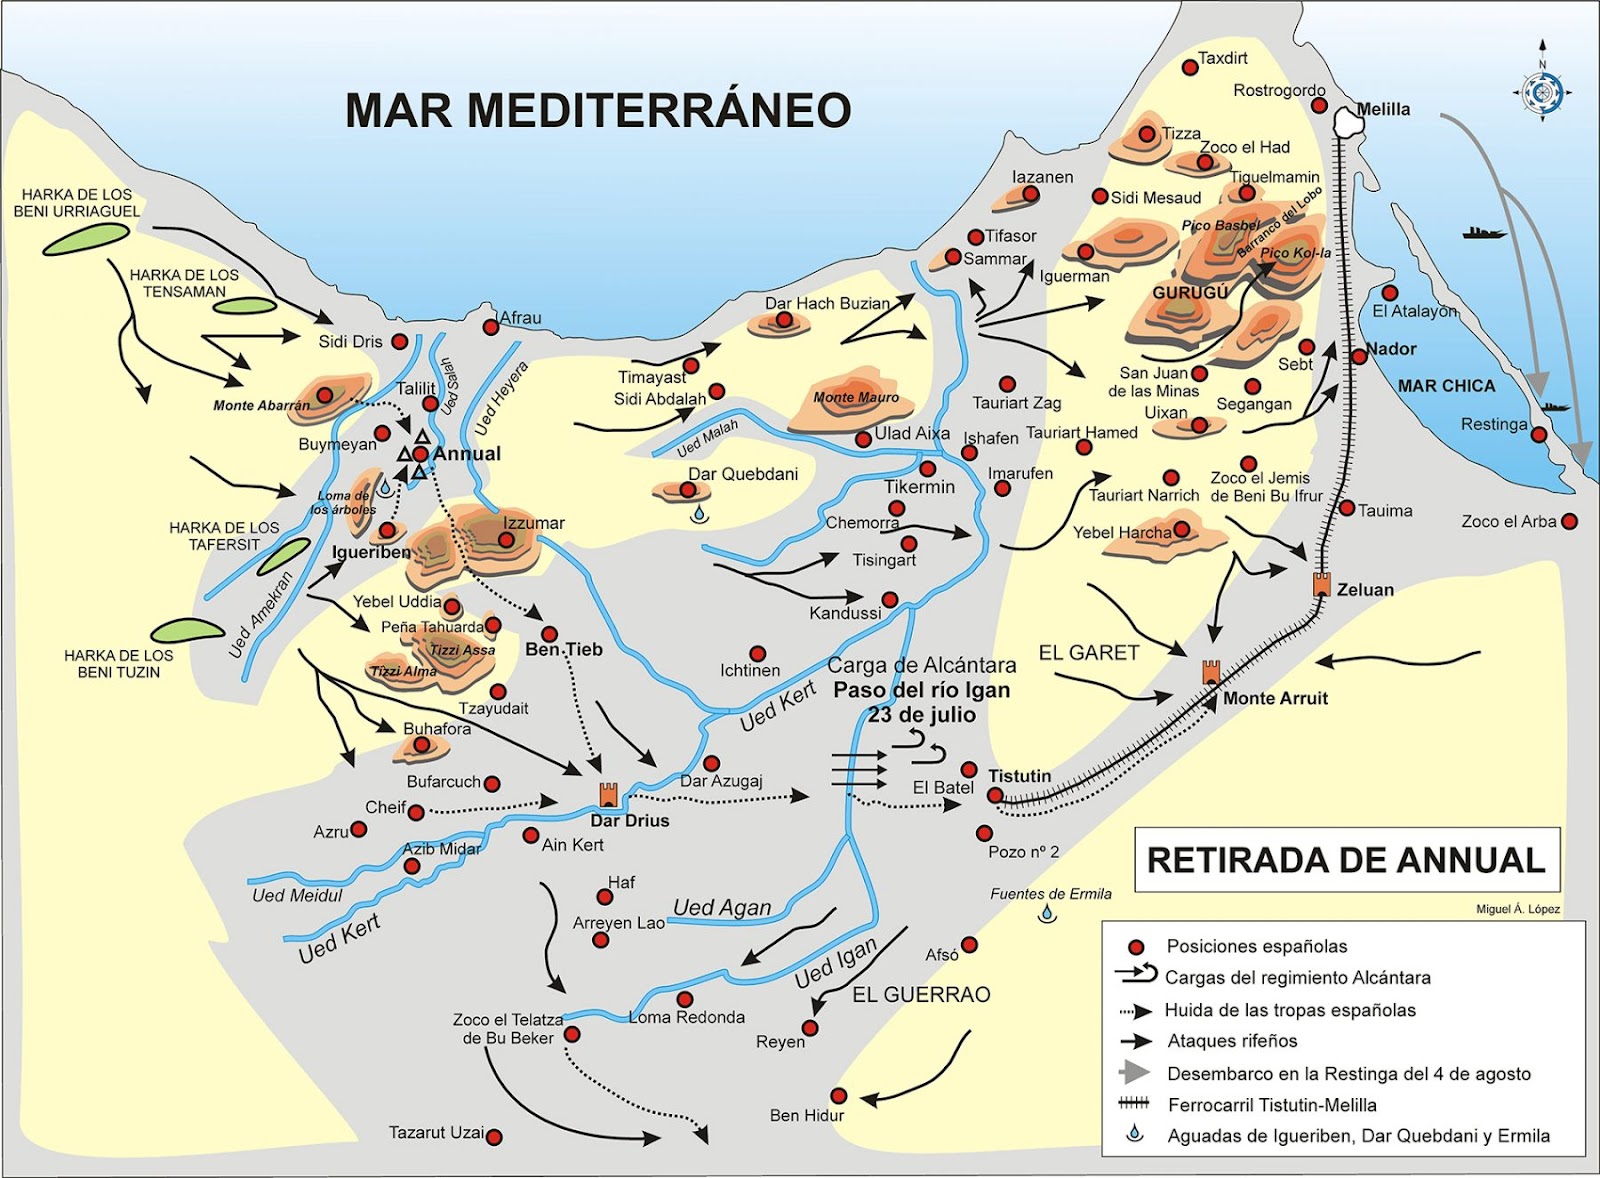 Taxdirt
Rostrogordo
MAR MEDITERRÁNEO
N
Melilla
Tizza
Zoco el Had
Iazanen
Tiguelmamin
HARKA DE LOS
BENI URRIAGUEL
Sidi Mesaud
Pico Basbel
Barranco del Lobo
Tifasor
Sammar
Iguerman
Pico Kol-la
HARKA DE LOS
TENSAMAN
GURUGÚ
Dar Hach Buzian
El Atalayón
Afrau
Sidi Dris
Nador
Sebt
Timayast
Sidi Abdalah
San Juan
de las Minas
MAR CHICA
Talilit
Ued Salah
Ued Heyera
Monte Abarrán
Monte Mauro
Tauriart Zag
Segangan
Uixan
Restinga
Buymeyan
Annual
Ued Malah
Ulad Aixa
Ishafen
Tauriart Hamed
Dar Quebdani
Tikermin
Imarufen
Tauriart Narrich
Zoco el Jemis
de Beni Bu Ifrur
Loma de
los árboles
Tauima
Zoco el Arba
HARKA DE LOS
TAFERSIT
Igueriben
Izzumar
Chemorra
Yebel Harcha
Tisingart
Ued Amekran
Zeluan
Yebel Uddia
Peña Tahuarda
Kandussi
HARKA DE LOS
BENI TUZIN
Tizzi Assa
Tizzi Alma
Ben Tieb
Ichtinen
EL GARET
Carga de Alcántara
Paso del río Igan
23 de julio
Ued Kert
Monte Arruit
Tzayudait
Buhafora
Bufarcuch
Dar Azugaj
El Batel
Tistutin
Cheif
Azru
Dar Drius
Azib Midar
Ain Kert
Pozo nº 2
RETIRADA DE ANNUAL
Ued Meidul
Haf
Fuentes de Ermila
Miguel Á. López
Ued Kert
Arreyen Lao
Ued Agan
Ued Igan
Afsó
EL GUERRAO
Zoco el Telatza
de Bu Beker
Loma Redonda
Reyen
Ben Hidur
Tazarut Uzai
Posiciones españolas
Cargas del regimiento Alcántara
Huida de las tropas españolas
Ataques rifeños
Desembarco en la Restinga del 4 de agosto
Ferrocarril Tistutin-Melilla
Aguadas de Igueriben, Dar Quebdani y Ermila